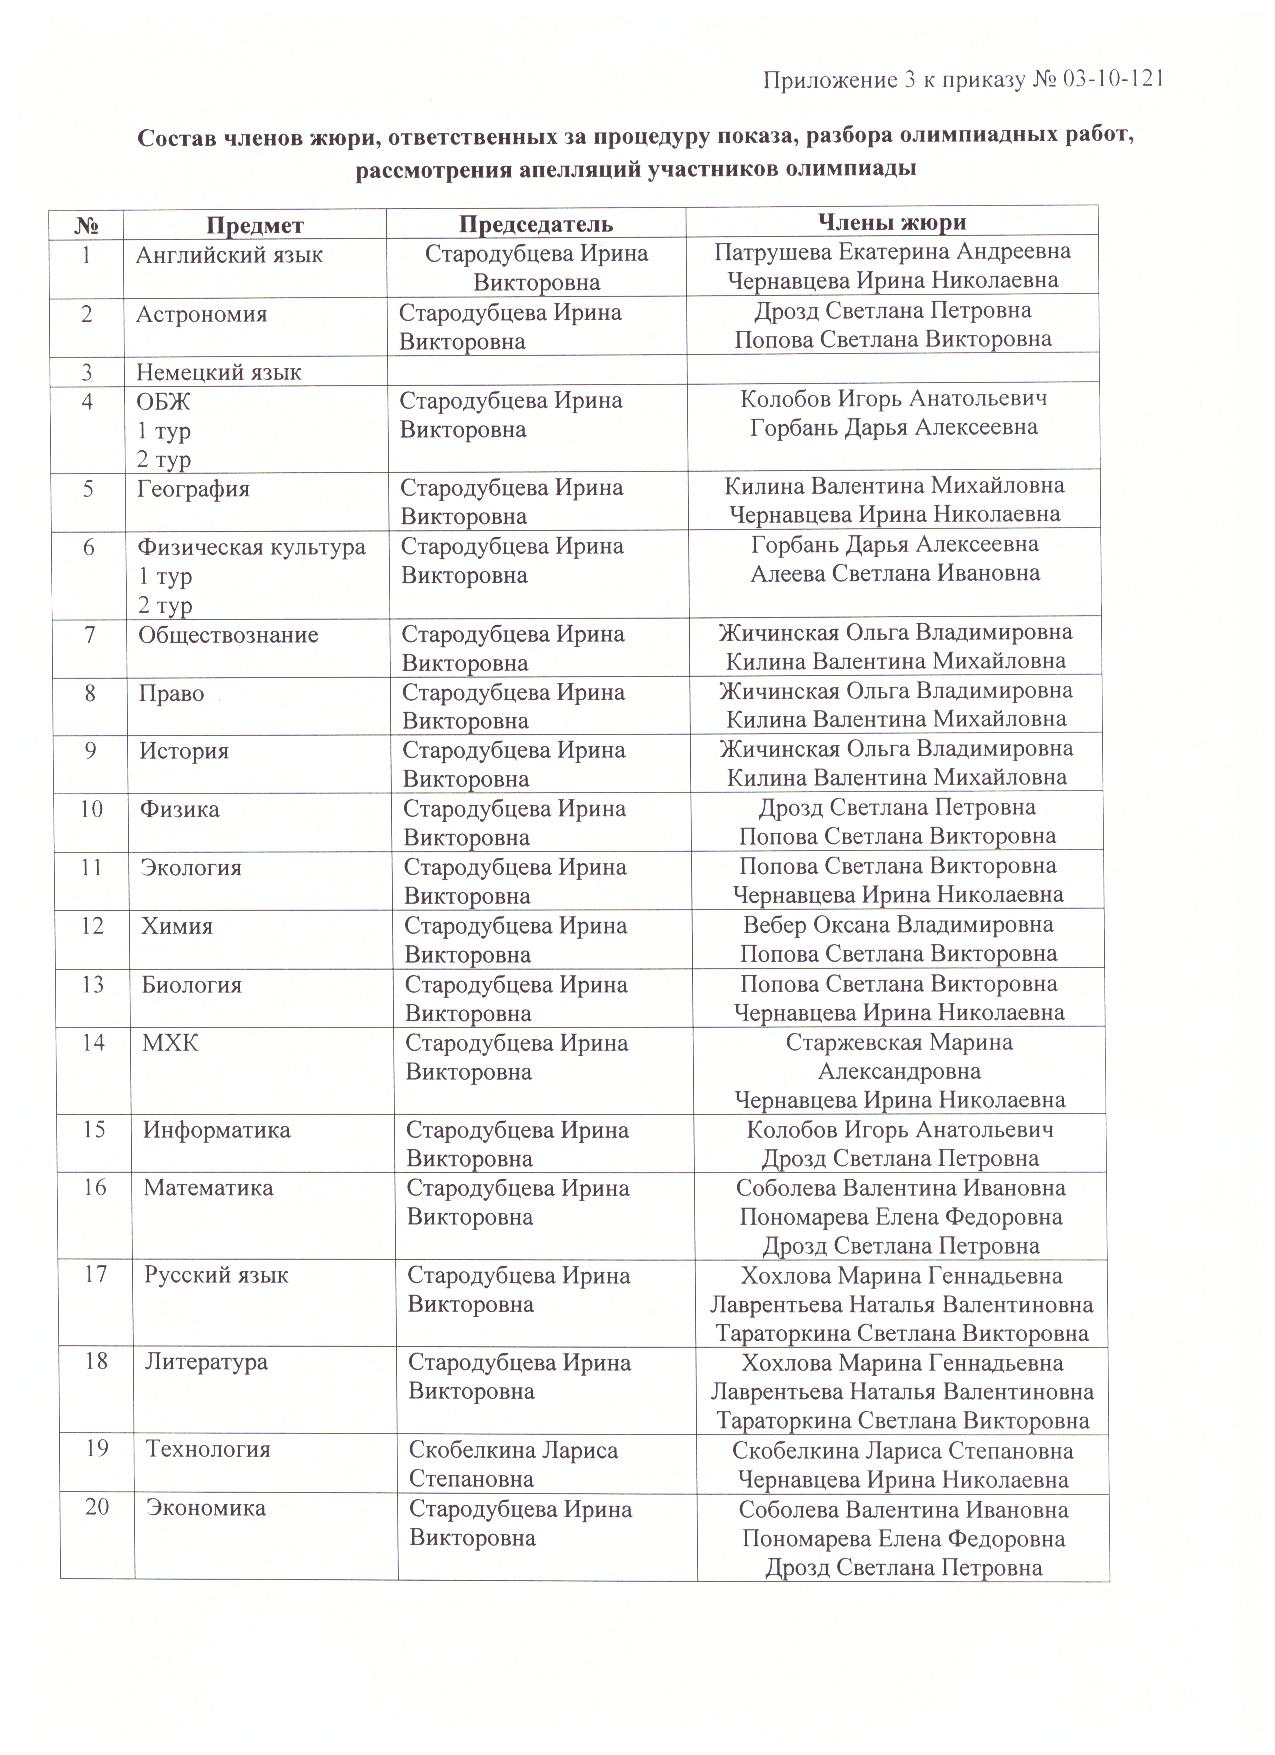 Приложение 3 к приказу № 03-10-121
Состав членов жюри, ответственных за процедуру показа, разбора олимпиадных работ,
рассмотрения апелляций участников олимпиады
№ Предмет Председатель Члены жюри
1 Английский язык Стародубцева Ирина Патрушева Екатерина Андреевна
Викторовна Чернавцева Ирина Николаевна
2 Астрономия Стародубцева Ирина Дрозд Светлана Петровна
Викторовна Попова Светлана Викторовна
3 Немецкий язык
4 ОБЖ Стародубцева Ирина Колобов Игорь Анатольевич
1 тур Викторовна Горбань Дарья Алексеевна
2 тур
5 География Стародубцева Ирина Килина Валентина Михайловна
Викторовна Чернавцева Ирина Николаевна
6 Физическая культура Стародубцева Ирина Горбань Дарья Алексеевна
1 тур Викторовна Алеева Светлана Ивановна
2 тур
7 Обществознание Стародубцева Ирина Жичинская Ольга Владимировна
Викторовна Килина Валентина Михайловна
8 Право Стародубцева Ирина Жичинская Ольга Владимировна
Викторовна Килина Валентина Михайловна
9 История Стародубцева Ирина Жичинская Ольга Владимировна
Викторовна Килина Валентина Михайловна
10 Физика Стародубцева Ирина Дрозд Светлана Петровна
Викторовна Попова Светлана Викторовна
11 Экология Стародубцева Ирина Попова Светлана Викторовна
Викторовна Чернавцева Ирина Николаевна
12 Химия Стародубцева Ирина Вебер Оксана Владимировна
Викторовна Попова Светлана Викторовна
13 Биология Стародубцева Ирина Попова Светлана Викторовна
Викторовна Чернавцева Ирина Николаевна
14 МХК Стародубцева Ирина Старжевская Марина
Викторовна Александровна
Чернавцева Ирина Николаевна
15 Информатика Стародубцева Ирина Колобов Игорь Анатольевич
Викторовна Дрозд Светлана Петровна
16 Математика Стародубцева Ирина Соболева Валентина Ивановна
Викторовна Пономарева Елена Федоровна
Дрозд Светлана Петровна
17 Русский язык Стародубцева Ирина Хохлова Марина Геннадьевна
Викторовна Лаврентьева Наталья Валентиновна
Тараторкина Светлана Викторовна
18 Литература Стародубцева Ирина Хохлова Марина Геннадьевна
Викторовна Лаврентьева Наталья Валентиновна
Тараторкина Светлана Викторовна
19 Технология Скобелкина Лариса Скобелкина Лариса Степановна
Степановна Чернавцева Ирина Николаевна
20 Экономика Стародубцева Ирина Соболева Валентина Ивановна
Викторовна Пономарева Елена Федоровна
Дрозд Светлана Петровна